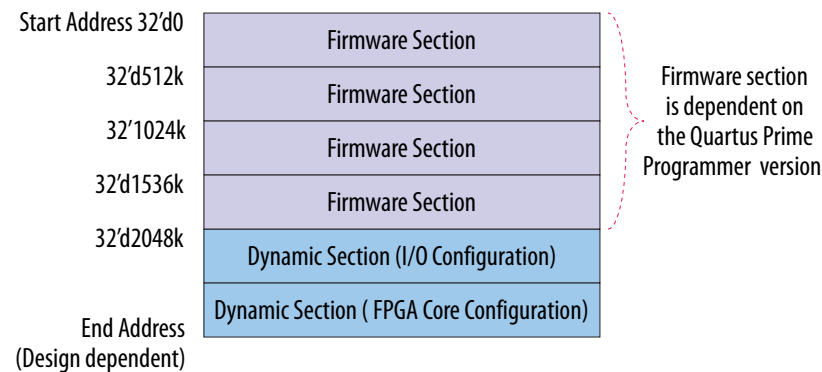 Start Address 32'd0
Firmware Section
32'd512k
Firmware Section
32'1024k
Firmware Section
32'd1536k
Firmware Section
32'd2048k
Dynamic Section (I/O Configuration)
Dynamic Section ( FPGA Core Configuration)
End Address
(Design dependent)
Firmware section
is dependent on
the Quartus Prime
Programmer version